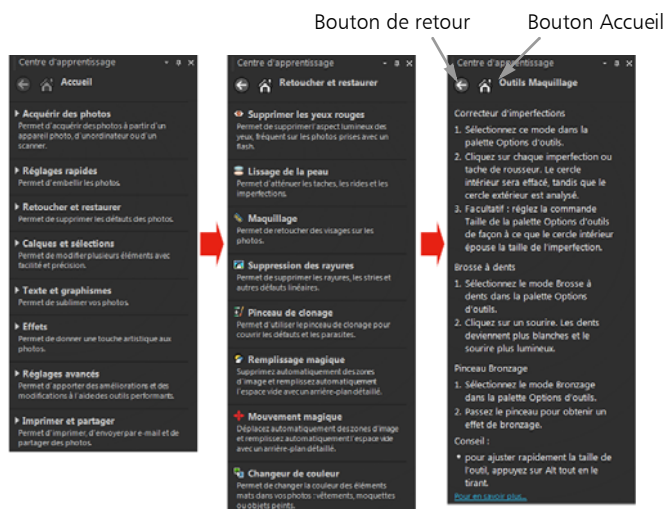 Bouton de retour
Bouton Accueil
Centre d'apprentissage
Accueil
Acquérir des photos
Permet d'acquérir des photos à partir d'un
appareil photo, d'un ordinateur ou d'un
scanner.
Réglages rapides
Permet d'embellir les photos.
Retoucher et restaurer
Permet de supprimer les défauts des photos.
Calques et sélections
Permet de modifier plusieurs éléments avec
facilité et précision.
Texte et graphismes
Permet de sublimer vos photos.
Effets
Permet de donner une touche artistique aux
photos.
Réglages avancés
Permet d'apporter des améliorations et des
modifications à l'aide des outils performants.
Imprimer et partager
Permet d'imprimer, d'envoyer par e-mail et de
partager des photos.
Centre d'apprentissage
Retoucher et restaurer
Supprimer les yeux rouges
Permet de supprimer l'aspect lumineux des
yeux, fréquent sur les photos prises avec un
flash.
Lissage de la peau
Permet d'atténuer les taches, les rides et les
imperfections.
Maquillage
Permet de retoucher des visages sur les
photos.
Suppression des rayures
Permet de supprimer les rayures, les stries et
autres défauts linéaires.
Pinceau de clonage
Permet d'utiliser le pinceau de clonage pour
couvrir les défauts et les parasites.
Remplissage magique
Supprimez automatiquement des zones
d'image et remplissez automatiquement
l'espace vide avec un arrière-plan détaillé.
Mouvement magique
Déplacez automatiquement des zones d'image
et remplissez automatiquement l'espace vide
avec un arrière-plan détaillé.
Changeur de couleur
Permet de changer la couleur des éléments
mats dans vos photos : vêtements, moquettes
ou objets peints.
Centre d'apprentissage
Outils Maquillage
Correcteur d'imperfections
1. Sélectionnez ce mode dans la
palette Options d'outils.
2. Cliquez sur chaque imperfection ou
tache de rousseur. Le cercle
intérieur sera effacé, tandis que le
cercle extérieur est analysé.
3. Facultatif : réglez la commande
Taille de la palette Options d'outils
de façon à ce que le cercle intérieur
épouse la taille de l'imperfection.
Brosse à dents
1. Sélectionnez le mode Brosse à
dents dans la palette Options
d'outils.
2. Cliquez sur un sourire. Les dents
deviennent plus blanches et le
sourire plus lumineux.
Pinceau Bronzage
1. Sélectionnez le mode Bronzage
dans la palette Options d'outils.
2. Passez le pinceau pour obtenir un
effet de bronzage.
Conseil :
• pour ajuster rapidement la taille de
l'outil, appuyez sur Alt tout en le
tirant.
Pour en savoir plus...